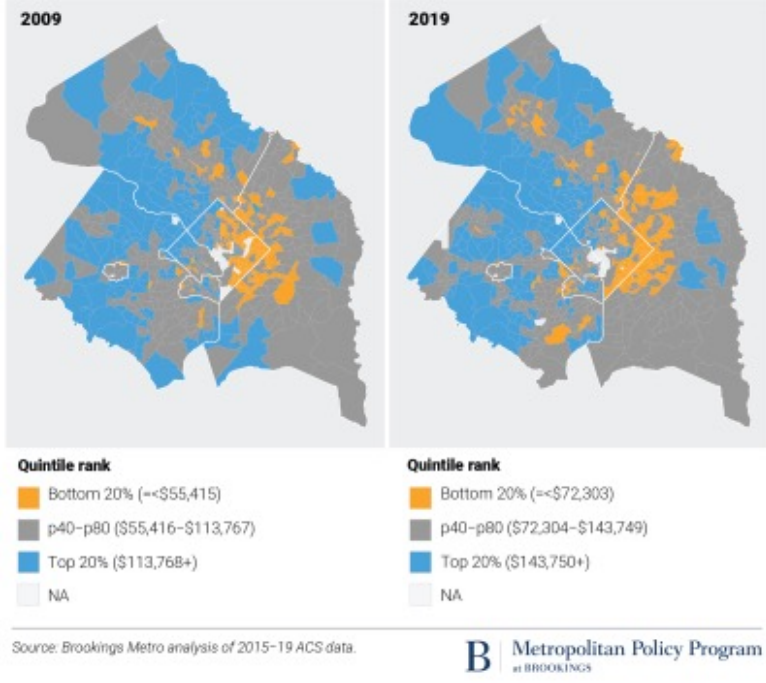 2009
2019
Quintile rank
Bottom 20% (=<$55,415)
p40–p80 ($55,416–$113,767)
Top 20% ($113,768+)
NA
Quintile rank
Bottom 20% (=<$72,303)
p40–p80 ($72,304–$143,749)
Top 20% ($143,750+)
NA
Source: Brookings Metro analysis of 2015–19 ACS data.
B
Metropolitan Policy Program
at BROOKINGS